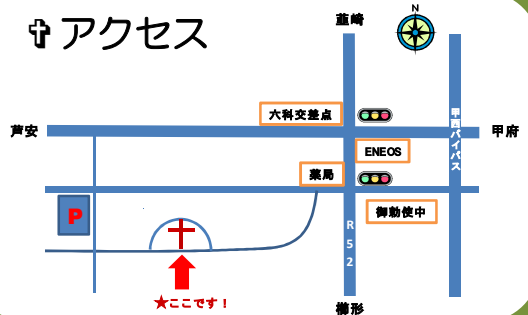 ✞アクセス
韮崎
N
六科交差点
芦安
甲府
甲西バイパス
ENEOS
薬局
御勅使中
P
R52
★ここです！
櫛形